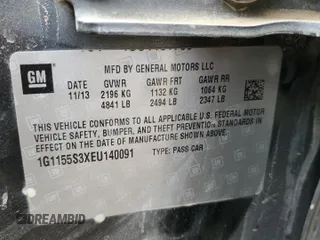 GM
MFD BY GENERAL MOTORS LLC
DATE GVWR GAWR FRT GAWR RR
11/13 2196 KG 1132 KG 1064 KG
4841 LB 2494 LB 2347 LB
THIS VEHICLE CONFORMS TO ALL APPLICABLE U.S. FEDERAL MOTOR
VEHICLE SAFETY, BUMPER, AND THEFT PREVENTION STANDARDS IN
EFFECT ON THE DATE OF MANUFACTURE SHOWN ABOVE.
1G1155S3XEU140091 TYPE: PASS CAR
DREAMBID